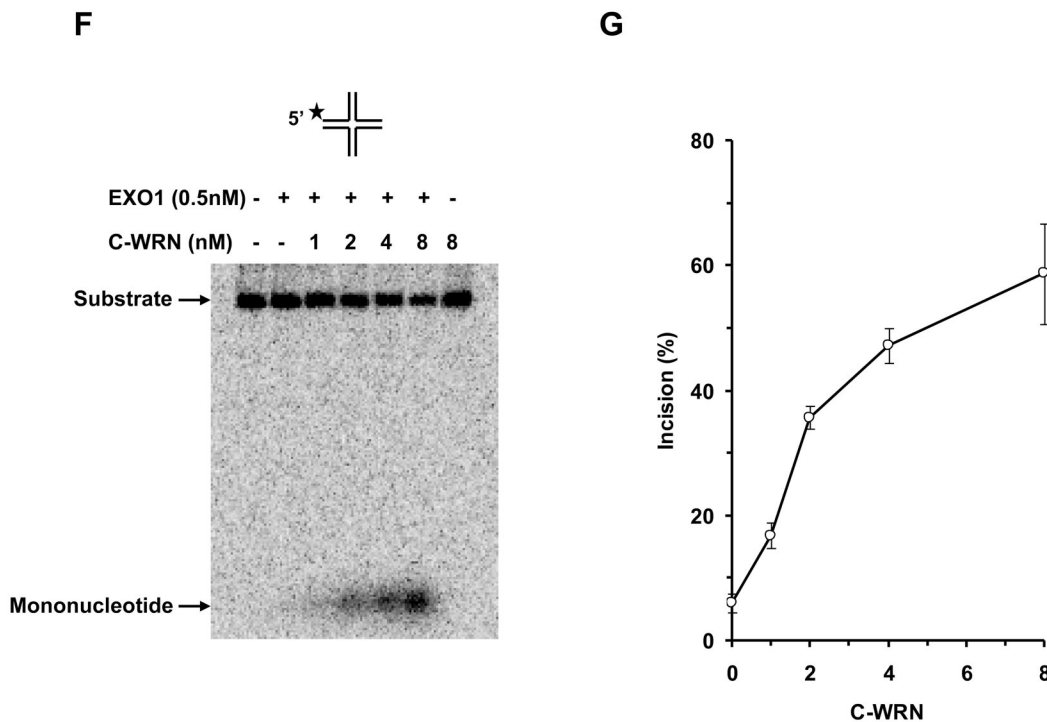 F
5'
EXO1 (0.5nM) - + + + + + -
C-WRN (nM) - - 1 2 4 8 8
Substrate
Mononucleotide
G
80
60
40
20
0
Incision (%)
0 2 4 6 8
C-WRN